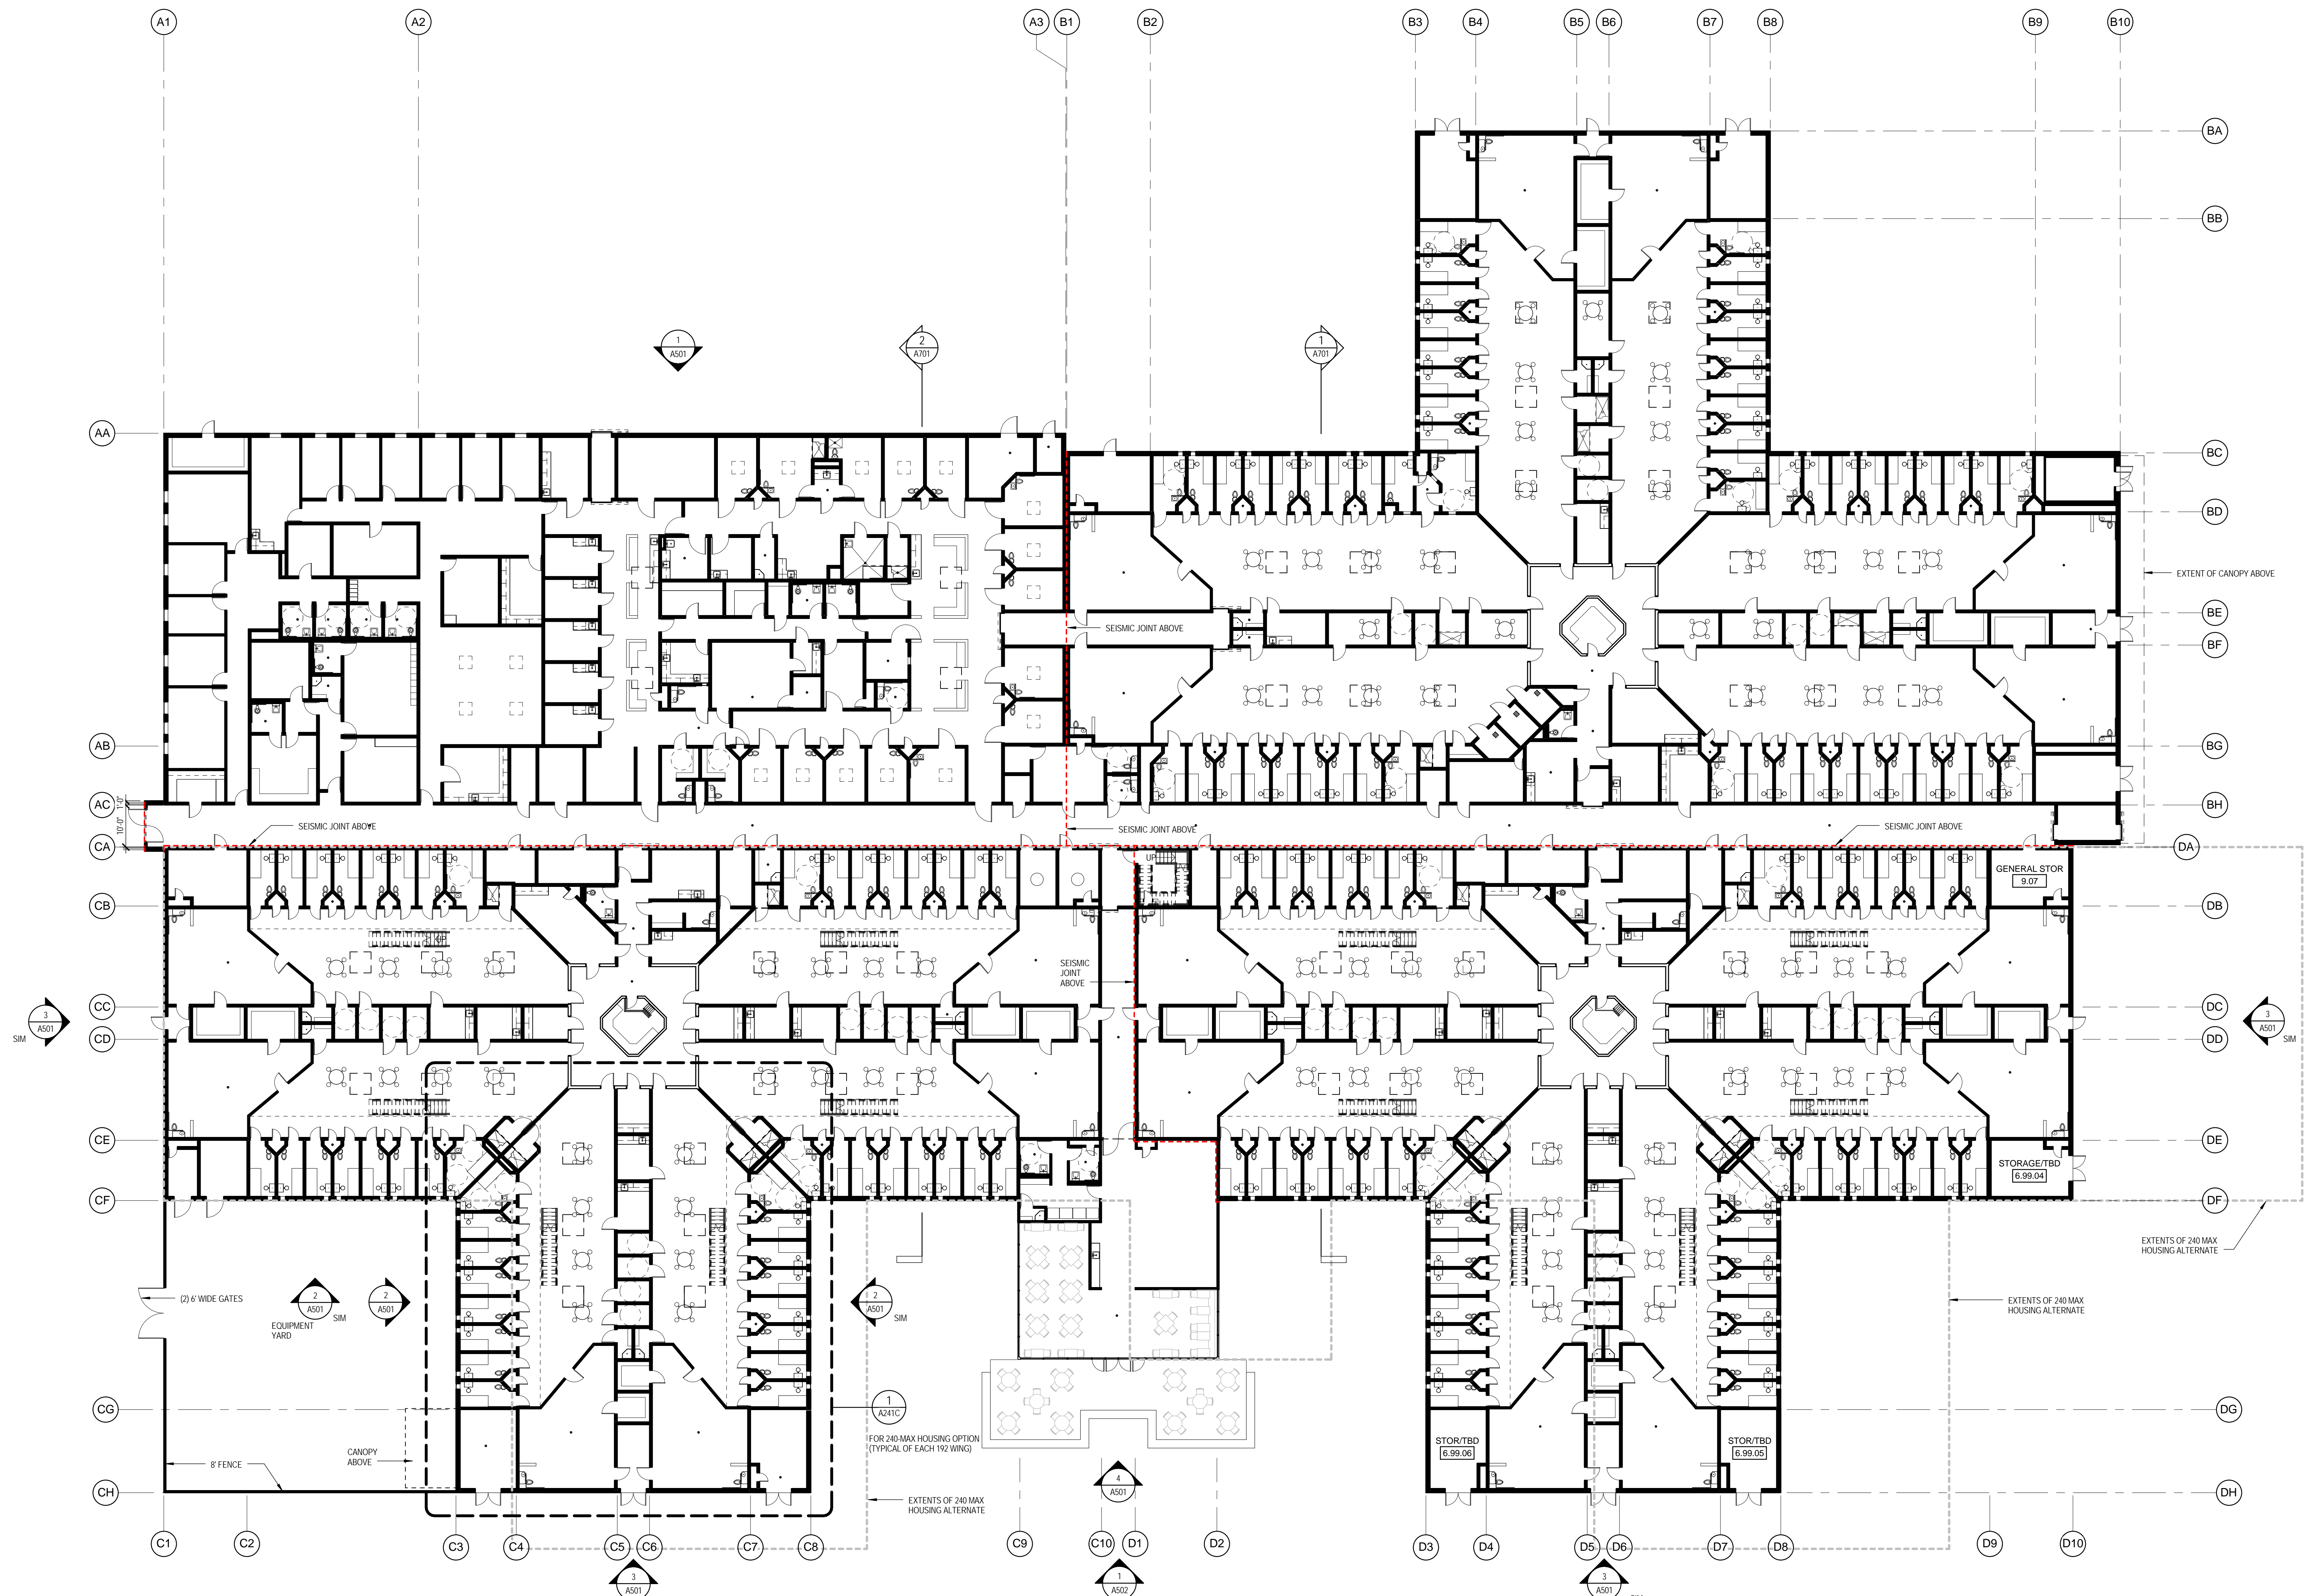 A1
A2
A3
B1
B2
B3
B4
B5
B6
B7
B8
B9
B10
BA
BB
1
A501
2
A701
1
A701
AA
BC
BD
EXTENT OF CANOPY ABOVE
BE
SEISMIC JOINT ABOVE
BF
AB
BG
AC
1'-0"
BH
10'-0"
SEISMIC JOINT ABOVE
SEISMIC JOINT ABOVE
SEISMIC JOINT ABOVE
CA
DA
UP
GENERAL STOR
9.07
CB
DB
UP
SEISMIC
JOINT
ABOVE
CC
DC
3
A501
SIM
3
A501
SIM
CD
DD
CE
DE
STORAGE/TBD
6.99.04
CF
DF
EXTENTS OF 240 MAX
HOUSING ALTERNATE
(2) 6' WIDE GATES
2
A501
SIM
2
A501
2
A501
SIM
EQUIPMENT
YARD
EXTENTS OF 240 MAX
HOUSING ALTERNATE
1
A241C
CG
DG
FOR 240-MAX HOUSING OPTION
(TYPICAL OF EACH 192 WING)
STOR/TBD
6.99.06
STOR/TBD
6.99.05
CANOPY
ABOVE
8' FENCE
4
A501
CH
DH
EXTENTS OF 240 MAX
HOUSING ALTERNATE
C1
C2
C3
C4
C5
C6
C7
C8
C9
C10
D1
D2
D3
D4
D5
D6
D7
D8
D9
D10
3
A501
1
A502
3
A501